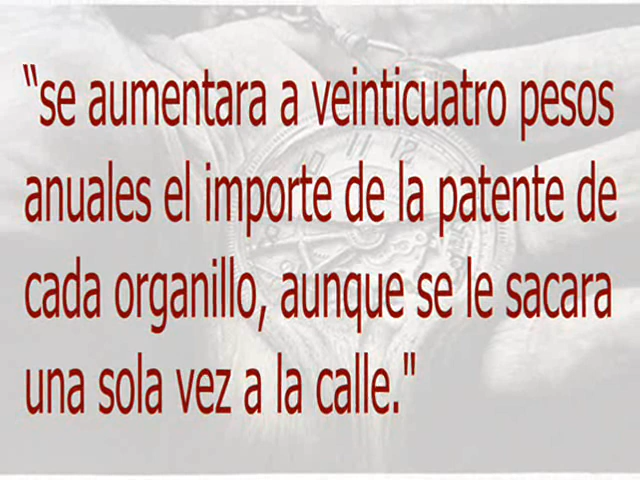 “se aumentara a veinticuatro pesos
anuales el importe de la patente de
cada organillo, aunque se le sacara
una sola vez a la calle."